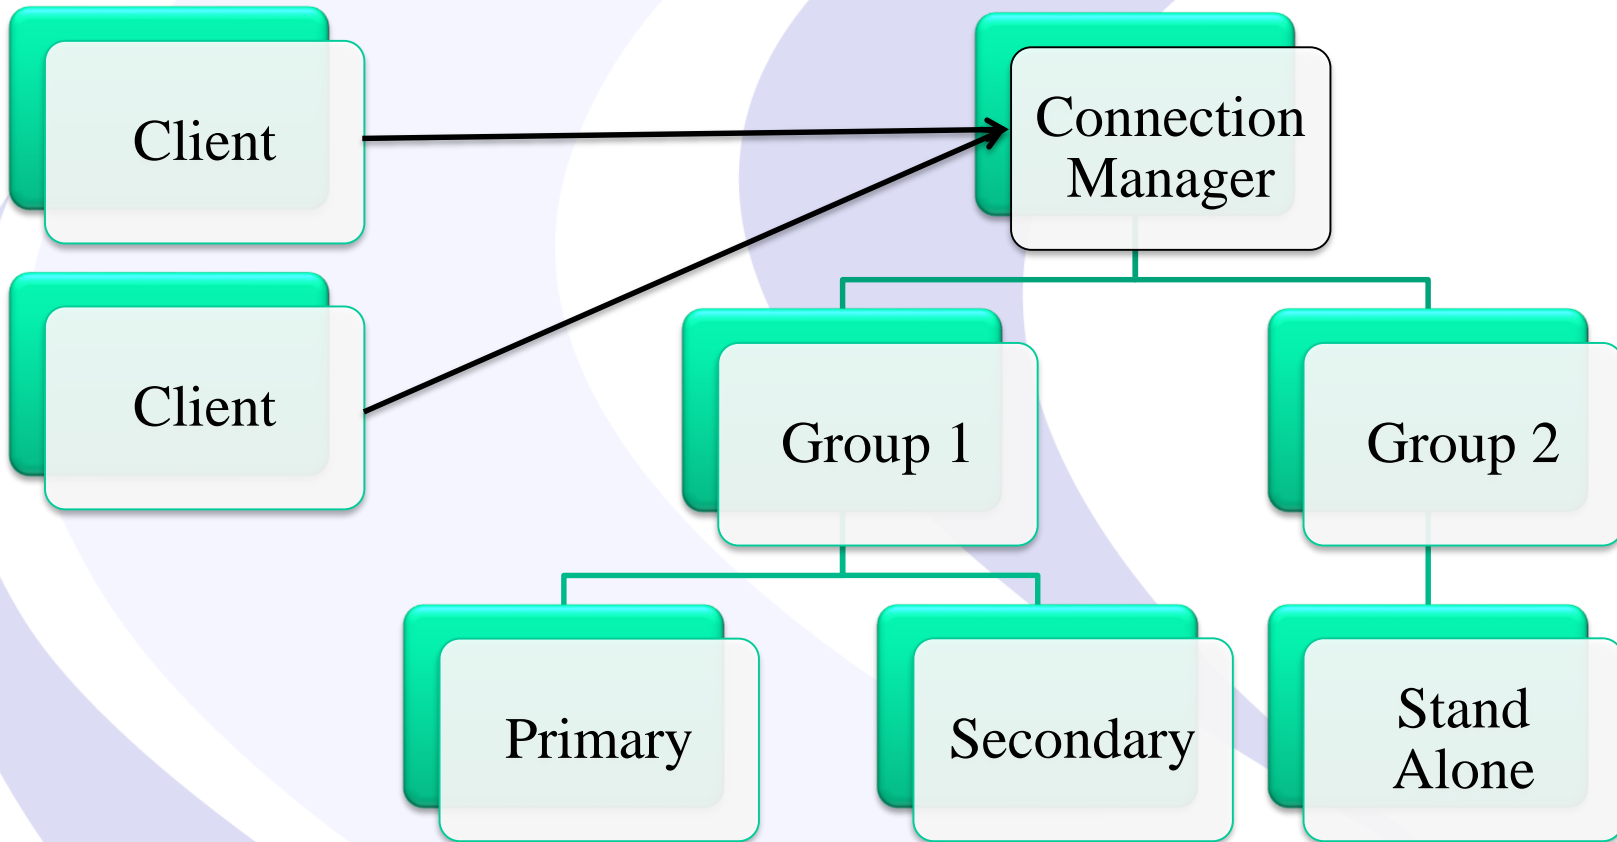 Client
Connection
Manager
Client
Group 1
Group 2
Primary
Secondary
Stand
Alone